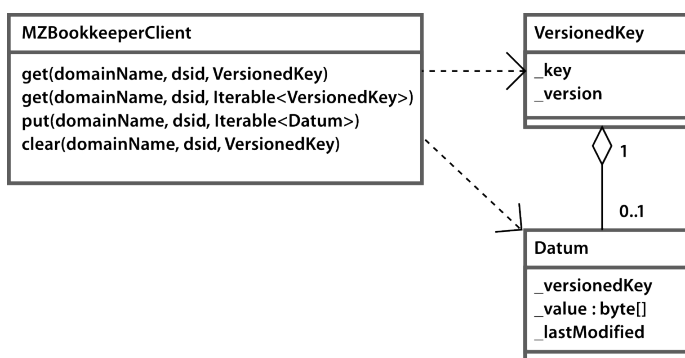 MZBookkeeperClient
get(domainName, dsid, VersionedKey)
get(domainName, dsid, Iterable<VersionedKey>)
put(domainName, dsid, Iterable<Datum>)
clear(domainName, dsid, VersionedKey)
VersionedKey
_key
_version
1
0..1
Datum
_versionedKey
_value : byte[]
_lastModified